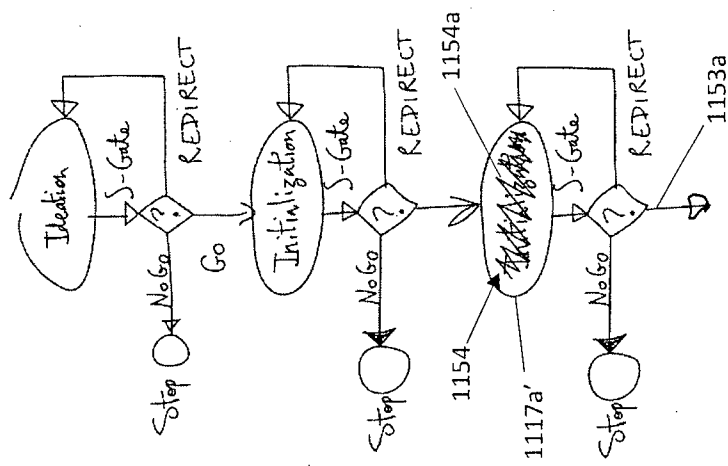 Ideation
S-Gate
?
REDIRECT
NoGo
Stop
Go
Initialization
S-Gate
?
REDIRECT
NoGo
Stop
1154a
1154
1117a'
S-Gate
?
REDIRECT
NoGo
Stop
1153a